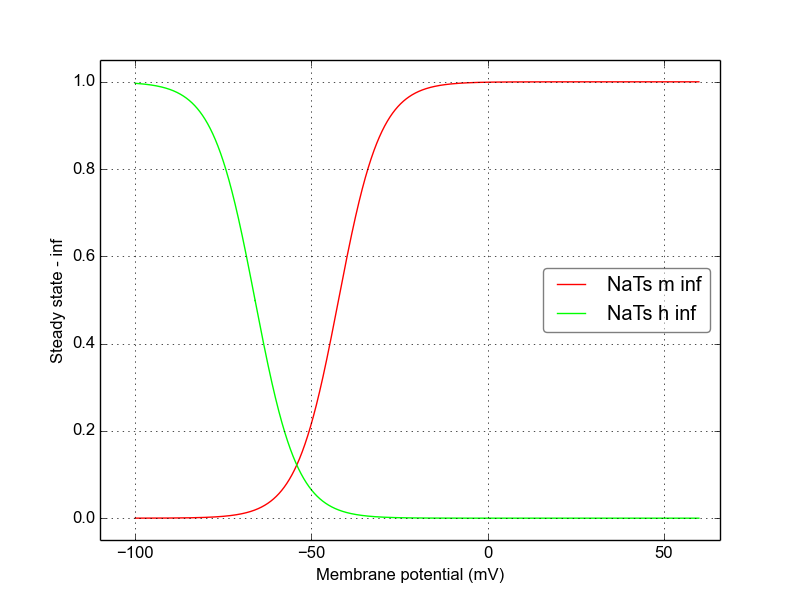 1.0
0.8
0.6
0.4
0.2
0.0
Steady state - inf
NaTs m inf
NaTs h inf
−100
−50
0
50
Membrane potential (mV)